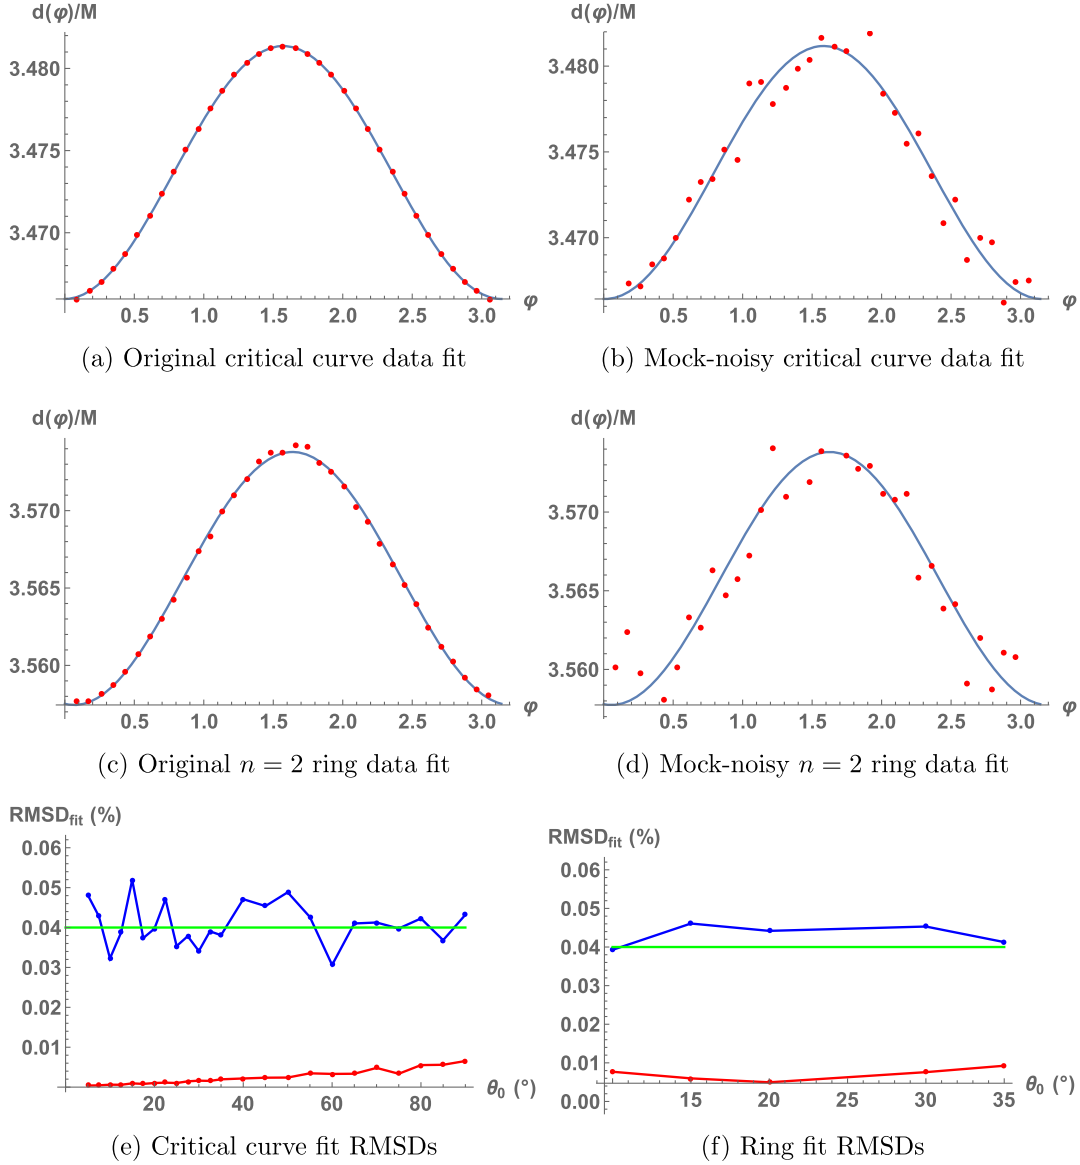 d(φ)/M
3.480
3.475
3.470
0.5 1.0 1.5 2.0 2.5 3.0 φ
(a) Original critical curve data fit
d(φ)/M
3.480
3.475
3.470
0.5 1.0 1.5 2.0 2.5 3.0 φ
(b) Mock-noisy critical curve data fit
d(φ)/M
3.570
3.565
3.560
0.5 1.0 1.5 2.0 2.5 3.0 φ
(c) Original n = 2 ring data fit
d(φ)/M
3.570
3.565
3.560
0.5 1.0 1.5 2.0 2.5 3.0 φ
(d) Mock-noisy n = 2 ring data fit
RMSD_fit (%)
0.06
0.05
0.04
0.03
0.02
0.01
20 40 60 80 θ₀ (°)
(e) Critical curve fit RMSDs
RMSD_fit (%)
0.06
0.05
0.04
0.03
0.02
0.01
0.00
15 20 25 30 35 θ₀ (°)
(f) Ring fit RMSDs